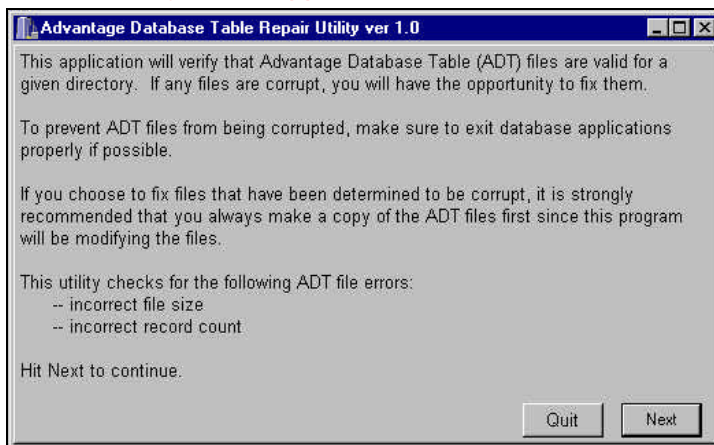 Advantage Database Table Repair Utility ver 1.0
This application will verify that Advantage Database Table (ADT) files are valid for a
given directory. If any files are corrupt, you will have the opportunity to fix them.
To prevent ADT files from being corrupted, make sure to exit database applications
properly if possible.
If you choose to fix files that have been determined to be corrupt, it is strongly
recommended that you always make a copy of the ADT files first since this program
will be modifying the files.
This utility checks for the following ADT file errors:
-- incorrect file size
-- incorrect record count
Hit Next to continue.
Quit
Next